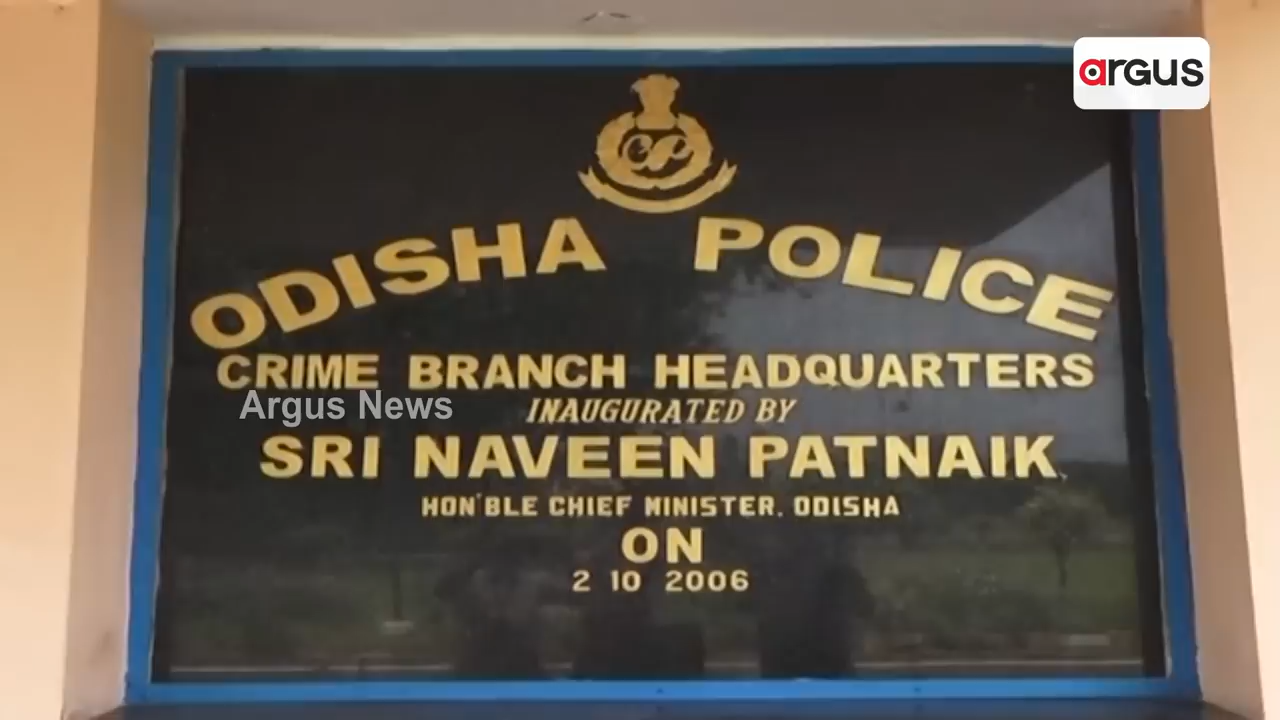 argus
ODISHA POLICE
CRIME BRANCH HEADQUARTERS
Argus News
INAUGURATED BY
SRI NAVEEN PATNAIK
HON'BLE CHIEF MINISTER. ODISHA
ON
2 10 2006